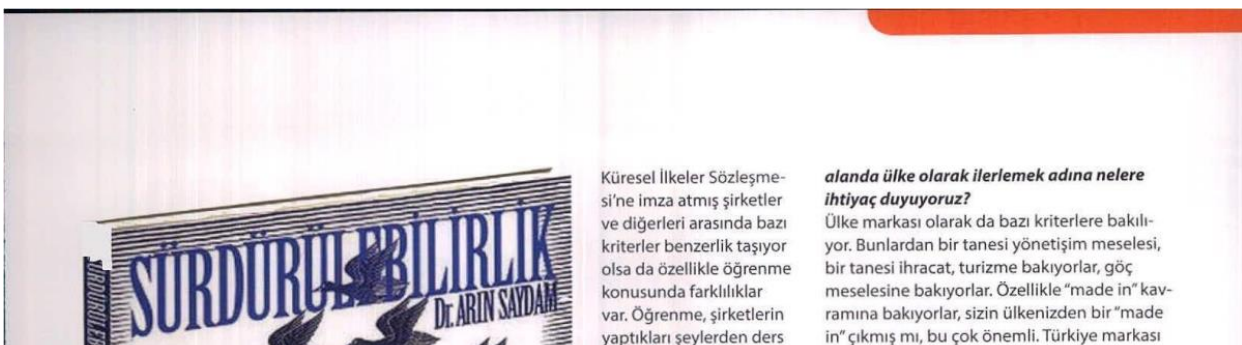 SÜRDÜRÜLEBİLİRLİK
Dr. ARIN SAYDAM
SÜRDÜRÜLEB
Küresel İlkeler Sözleşme-
si’ne imza atmış şirketler
ve diğerleri arasında bazı
kriterler benzerlik taşıyor
olsa da özellikle öğrenme
konusunda farklılıklar
var. Öğrenme, şirketlerin
yaptıkları şeylerden ders
alanda ülke olarak ilerlemek adına nelere
ihtiyaç duyuyoruz?
Ülke markası olarak da bazı kriterlere bakılı-
yor. Bunlardan bir tanesi yönetişim meselesi,
bir tanesi ihracat, turizme bakıyorlar, göç
meselesine bakıyorlar. Özellikle “made in” kav-
ramına bakıyorlar, sizin ülkenizden bir “made
in” çıkmış mı, bu çok önemli. Türkiye markası